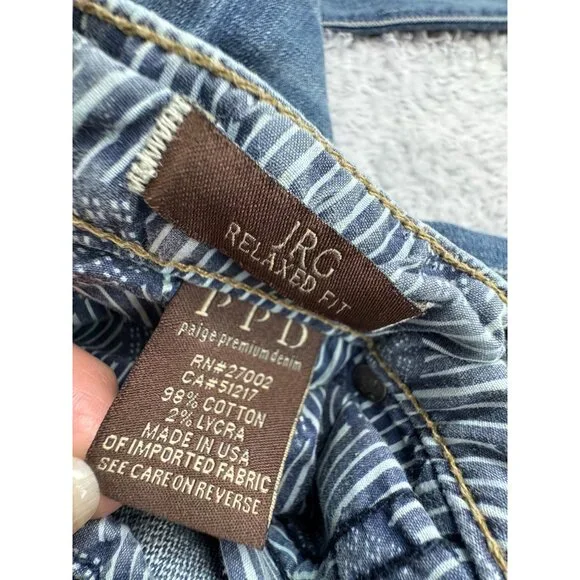 JRG
RELAXED FIT
PPD
paige premium denim
RN#27002
CA#51217
98% COTTON
2% LYCRA
MADE IN USA
OF IMPORTED FABRIC
SEE CARE ON REVERSE